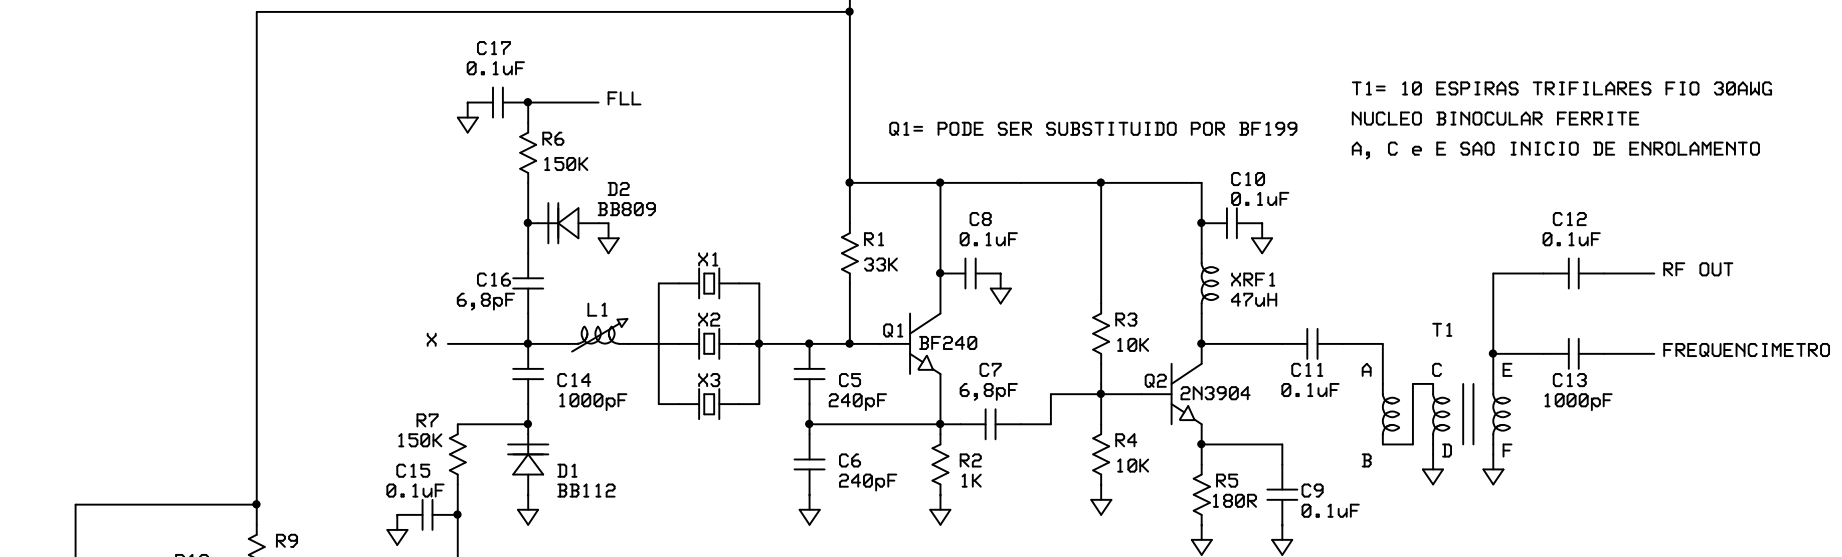 C17
0.1uF
FLL
R6
150K
D2
BB809
C16
6,8pF
X
L1
X1
X2
X3
C14
1000pF
R7
150K
C15
0.1uF
D1
BB112
R9
Q1= PODE SER SUBSTITUIDO POR BF199
R1
33K
C8
0.1uF
Q1
BF240
C5
240pF
C6
240pF
C7
6,8pF
R2
1K
R3
10K
R4
10K
C10
0.1uF
XRF1
47uH
Q2
2N3904
R5
180R
C9
0.1uF
C11
0.1uF
T1= 10 ESPIRAS TRIFILARES FIO 30AWG
NUCLEO BINOCULAR FERRITE
A, C e E SAO INICIO DE ENROLAMENTO
T1
A
B
C
D
E
F
C12
0.1uF
RF OUT
C13
1000pF
FREQUENCIMETRO